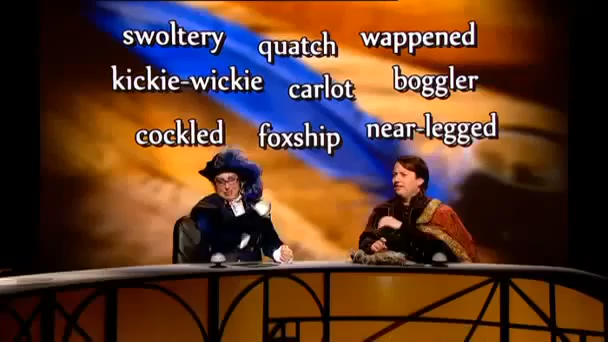 swoltery quatch wappened
kickie-wickie carlot boggler
cockled foxship near-legged